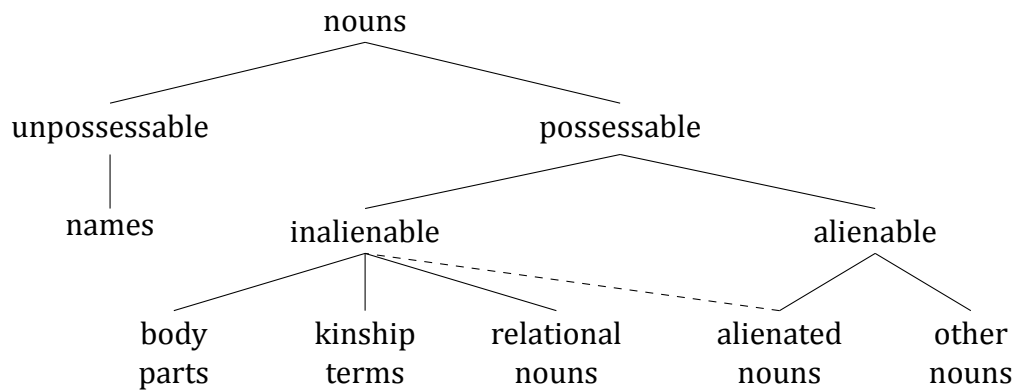 nouns
unpossessable possessable
names inalienable alienable
body kinship relational alienated other
parts terms nouns nouns nouns